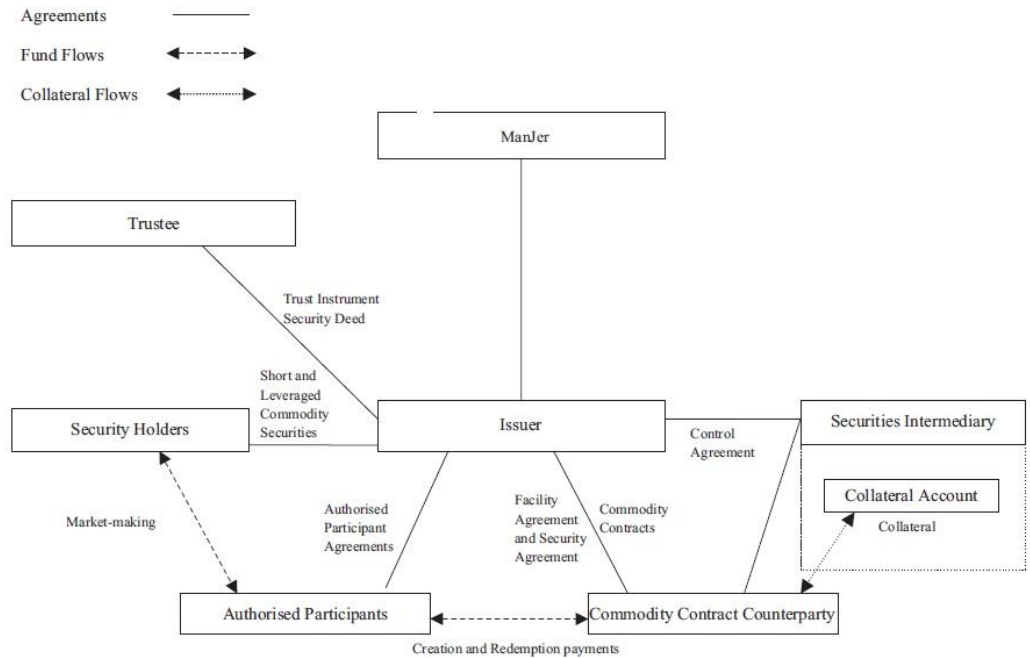 Agreements
Fund Flows
Collateral Flows
ManJer
Trustee
Trust Instrument
Security Deed
Short and
Leveraged
Commodity
Securities
Security Holders
Issuer
Control
Agreement
Securities Intermediary
Collateral Account
Collateral
Market-making
Authorised
Participant
Agreements
Facility
Agreement
and Security
Agreement
Commodity
Contracts
Authorised Participants
Commodity Contract Counterparty
Creation and Redemption payments